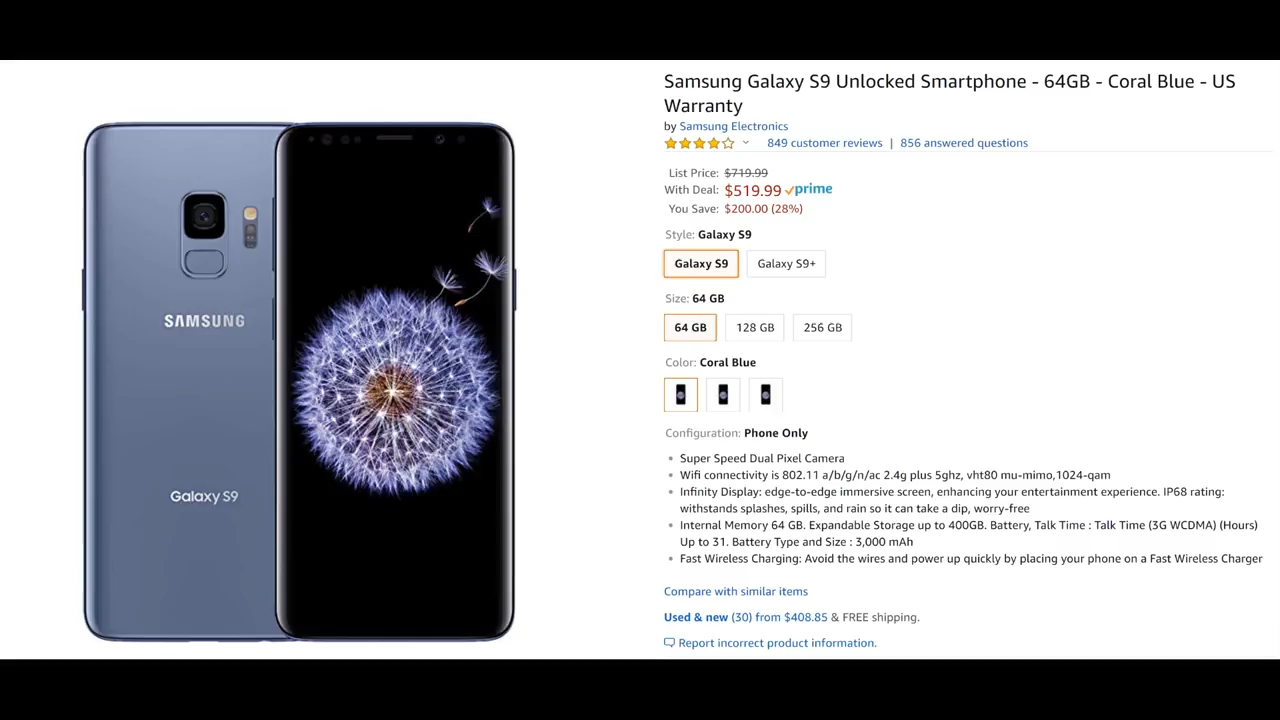 Samsung Galaxy S9 Unlocked Smartphone - 64GB - Coral Blue - US
Warranty
by Samsung Electronics
849 customer reviews | 856 answered questions
List Price: $719.99
With Deal: $519.99 prime
You Save: $200.00 (28%)
Style: Galaxy S9
Galaxy S9 Galaxy S9+
Size: 64 GB
64 GB 128 GB 256 GB
Color: Coral Blue
Configuration: Phone Only
Super Speed Dual Pixel Camera
Wifi connectivity is 802.11 a/b/g/n/ac 2.4g plus 5ghz, vht80 mu-mimo,1024-qam
Infinity Display: edge-to-edge immersive screen, enhancing your entertainment experience. IP68 rating:
withstands splashes, spills, and rain so it can take a dip, worry-free
Internal Memory 64 GB. Expandable Storage up to 400GB. Battery, Talk Time : Talk Time (3G WCDMA) (Hours)
Up to 31. Battery Type and Size : 3,000 mAh
Fast Wireless Charging: Avoid the wires and power up quickly by placing your phone on a Fast Wireless Charger
Compare with similar items
Used & new (30) from $408.85 & FREE shipping.
Report incorrect product information.
SAMSUNG
Galaxy S9